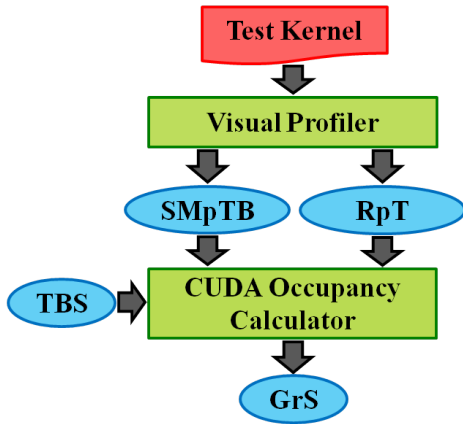 Test Kernel
Visual Profiler
SMpTB
RpT
TBS
CUDA Occupancy
Calculator
GrS